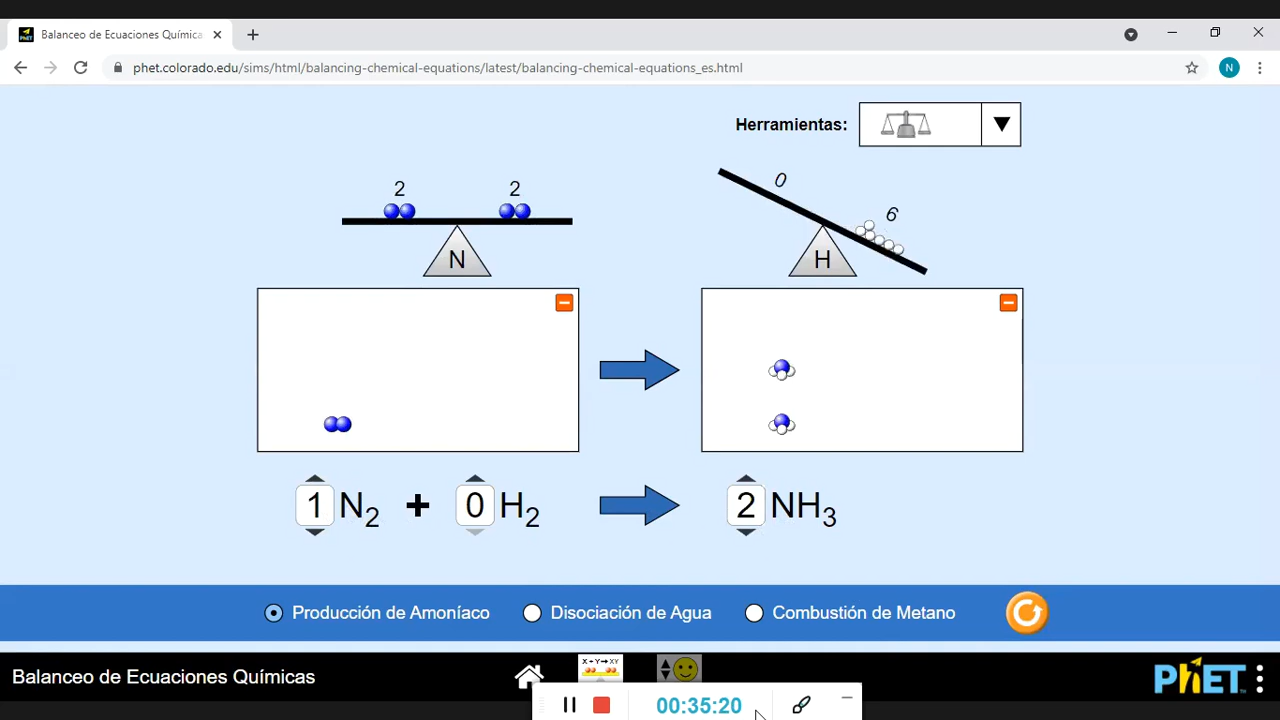 Balanceo de Ecuaciones Química
N
phet.colorado.edu/sims/html/balancing-chemical-equations/latest/balancing-chemical-equations_es.html
Herramientas:
2 2
0
6
N H
1 N₂ + 0 H₂ 2 NH₃
Producción de Amoníaco Disociación de Agua Combustión de Metano
X + Y → XY
Balanceo de Ecuaciones Químicas
PhET
00:35:20